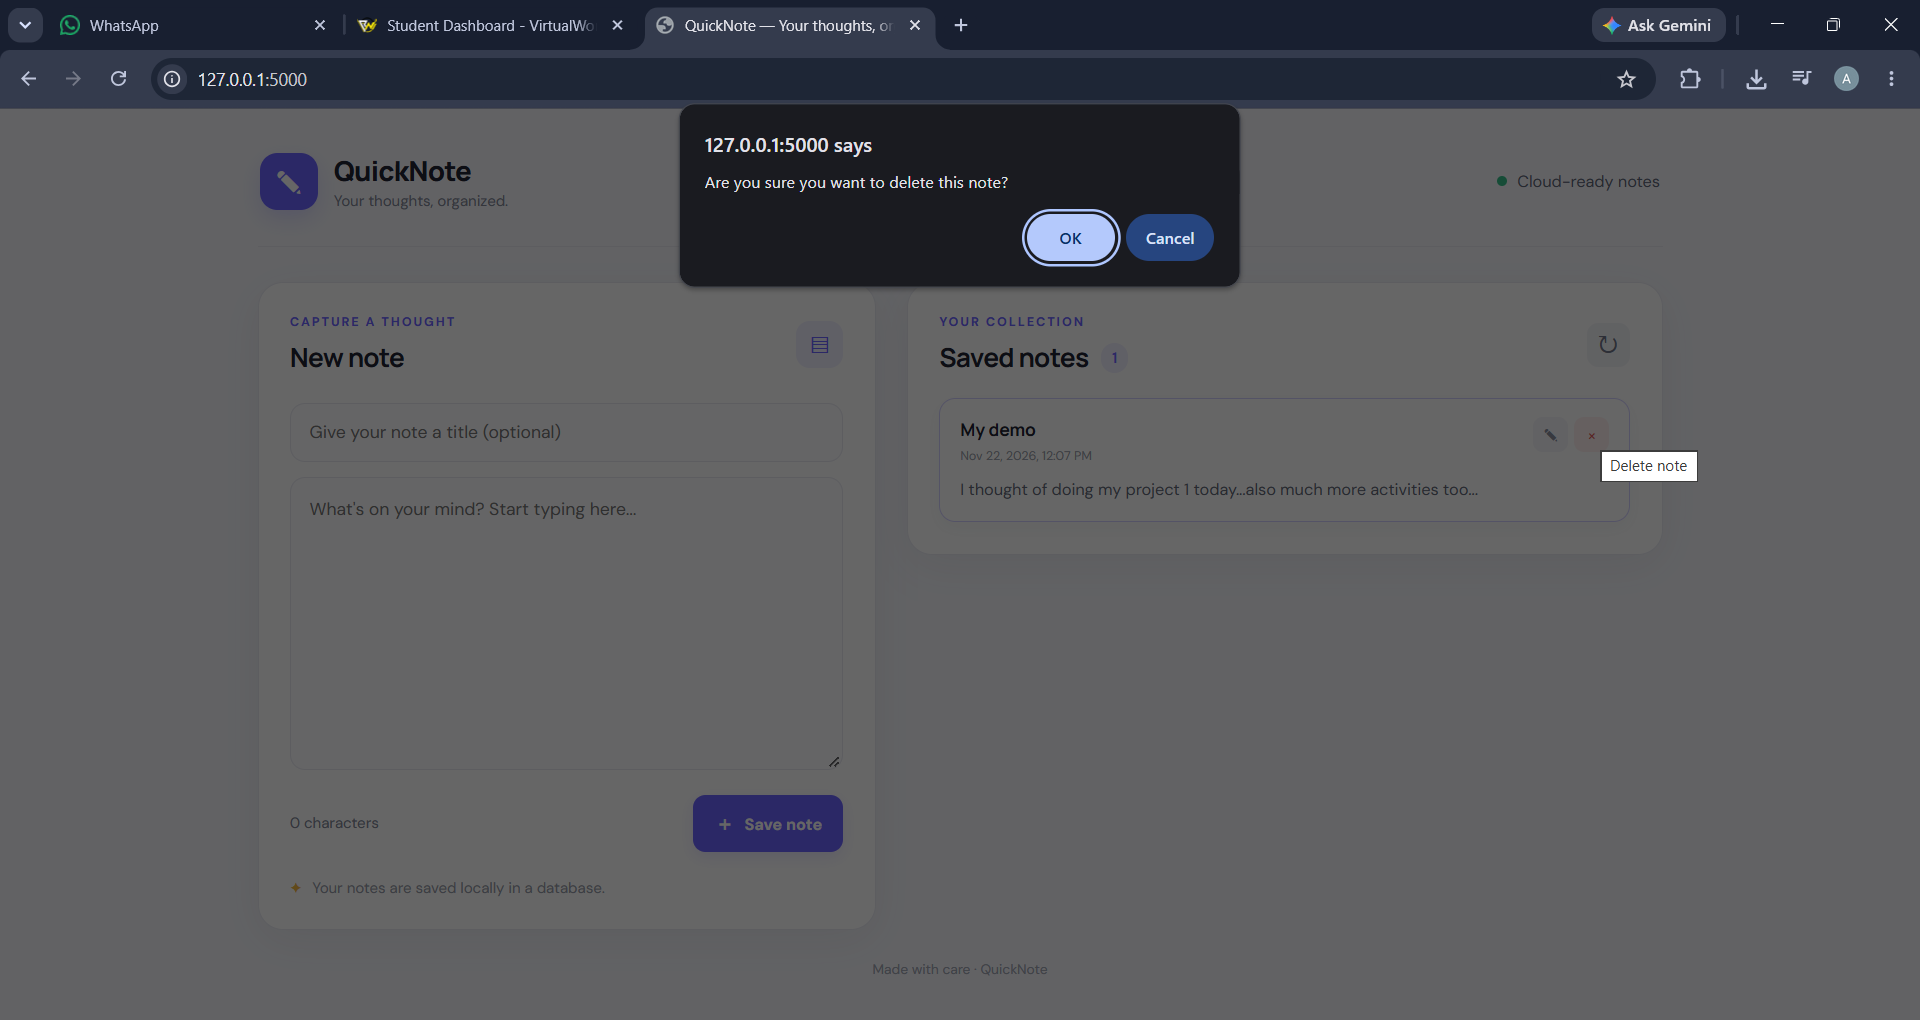 WhatsApp
Student Dashboard - VirtualWo
QuickNote — Your thoughts, or
Ask Gemini
127.0.0.1:5000
A
127.0.0.1:5000 says
Are you sure you want to delete this note?
OK
Cancel
QuickNote
Your thoughts, organized.
Cloud-ready notes
CAPTURE A THOUGHT
New note
Give your note a title (optional)
What's on your mind? Start typing here...
0 characters
+ Save note
Your notes are saved locally in a database.
YOUR COLLECTION
Saved notes 1
My demo
Nov 22, 2026, 12:07 PM
I thought of doing my project 1 today...also much more activities too...
Delete note
Made with care · QuickNote